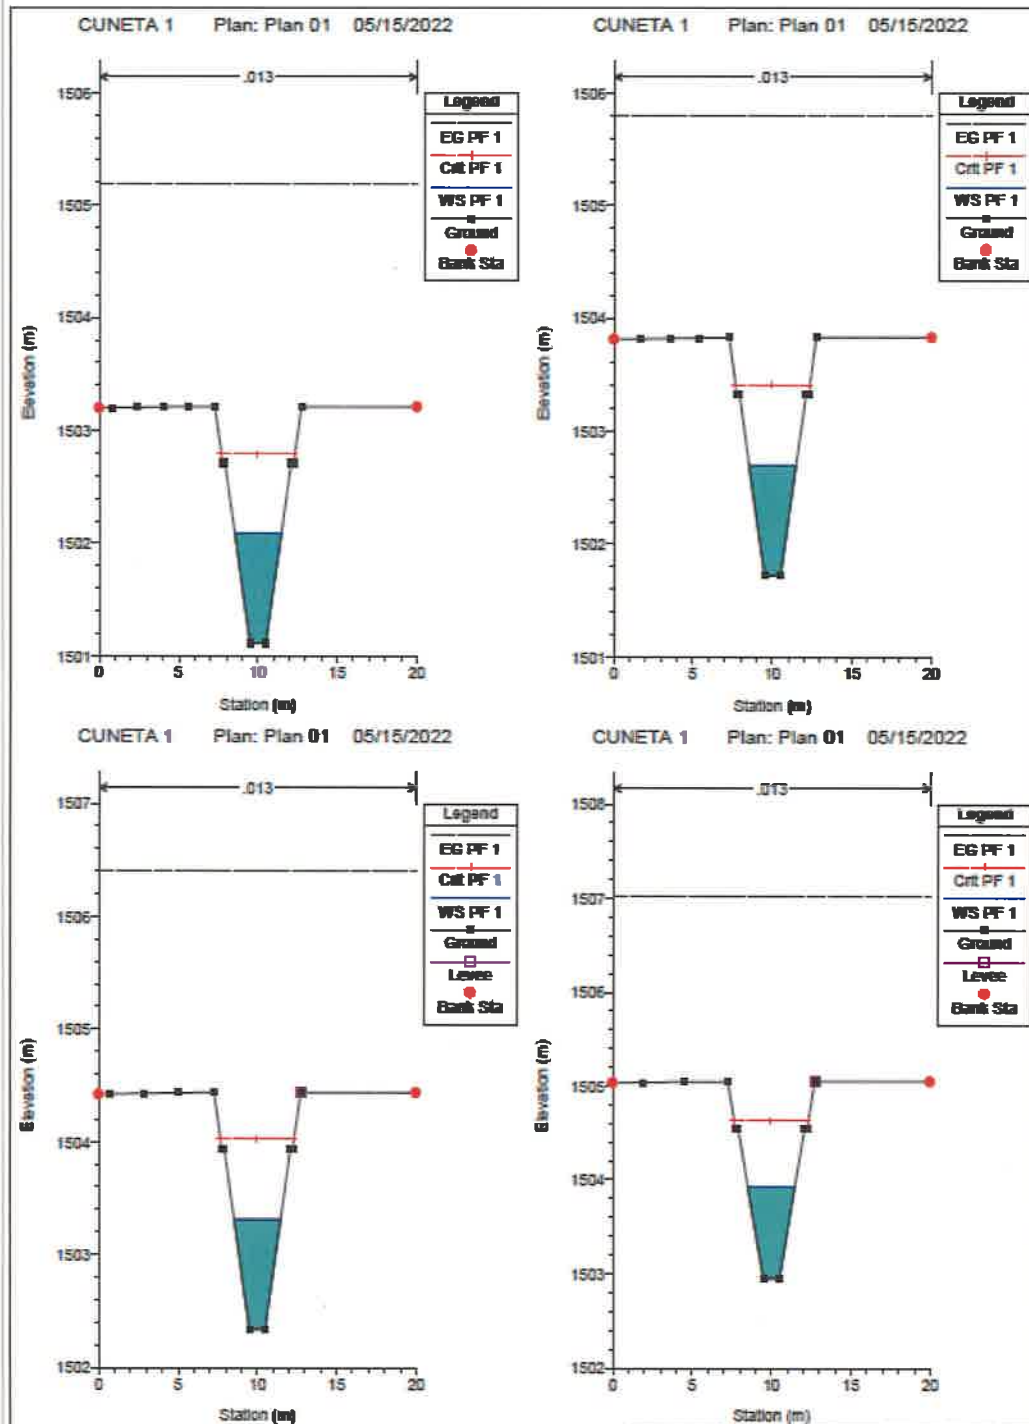 CUNETA 1 Plan: Plan 01 05/15/2022
.013
Legend
EG PF 1
Crit PF 1
WS PF 1
Ground
Bank Sta
1506
1505
1504
1503
1502
1501
Elevation (m)
0 5 10 15 20
Station (m)
CUNETA 1 Plan: Plan 01 05/15/2022
.013
Legend
EG PF 1
Crit PF 1
WS PF 1
Ground
Bank Sta
1506
1505
1504
1503
1502
1501
Elevation (m)
0 5 10 15 20
Station (m)
CUNETA 1 Plan: Plan 01 05/15/2022
.013
Legend
EG PF 1
Crit PF 1
WS PF 1
Ground
Levee
Bank Sta
1507
1506
1505
1504
1503
1502
Elevation (m)
0 5 10 15 20
Station (m)
CUNETA 1 Plan: Plan 01 05/15/2022
.013
Legend
EG PF 1
Crit PF 1
WS PF 1
Ground
Levee
Bank Sta
1508
1507
1506
1505
1504
1503
1502
Elevation (m)
0 5 10 15 20
Station (m)